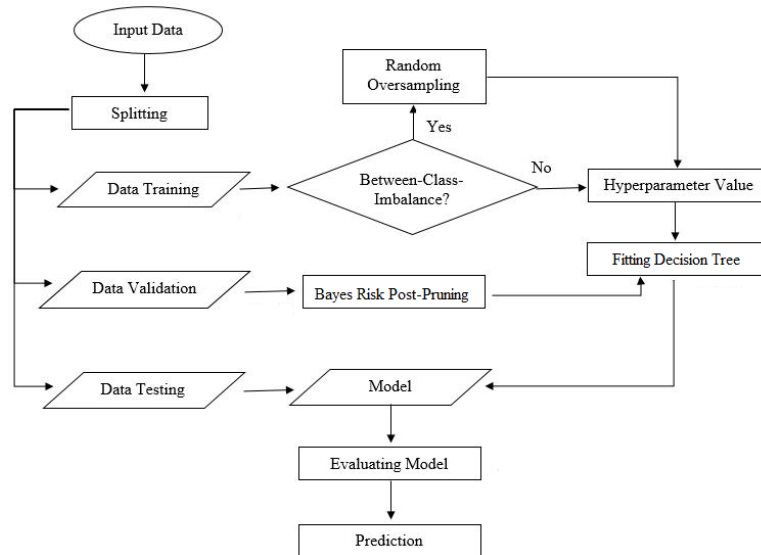 Input Data
Random
Oversampling
Splitting
Yes
No
Data Training
Between-Class-
Imbalance?
Hyperparameter Value
Fitting Decision Tree
Data Validation
Bayes Risk Post-Pruning
Data Testing
Model
Evaluating Model
Prediction